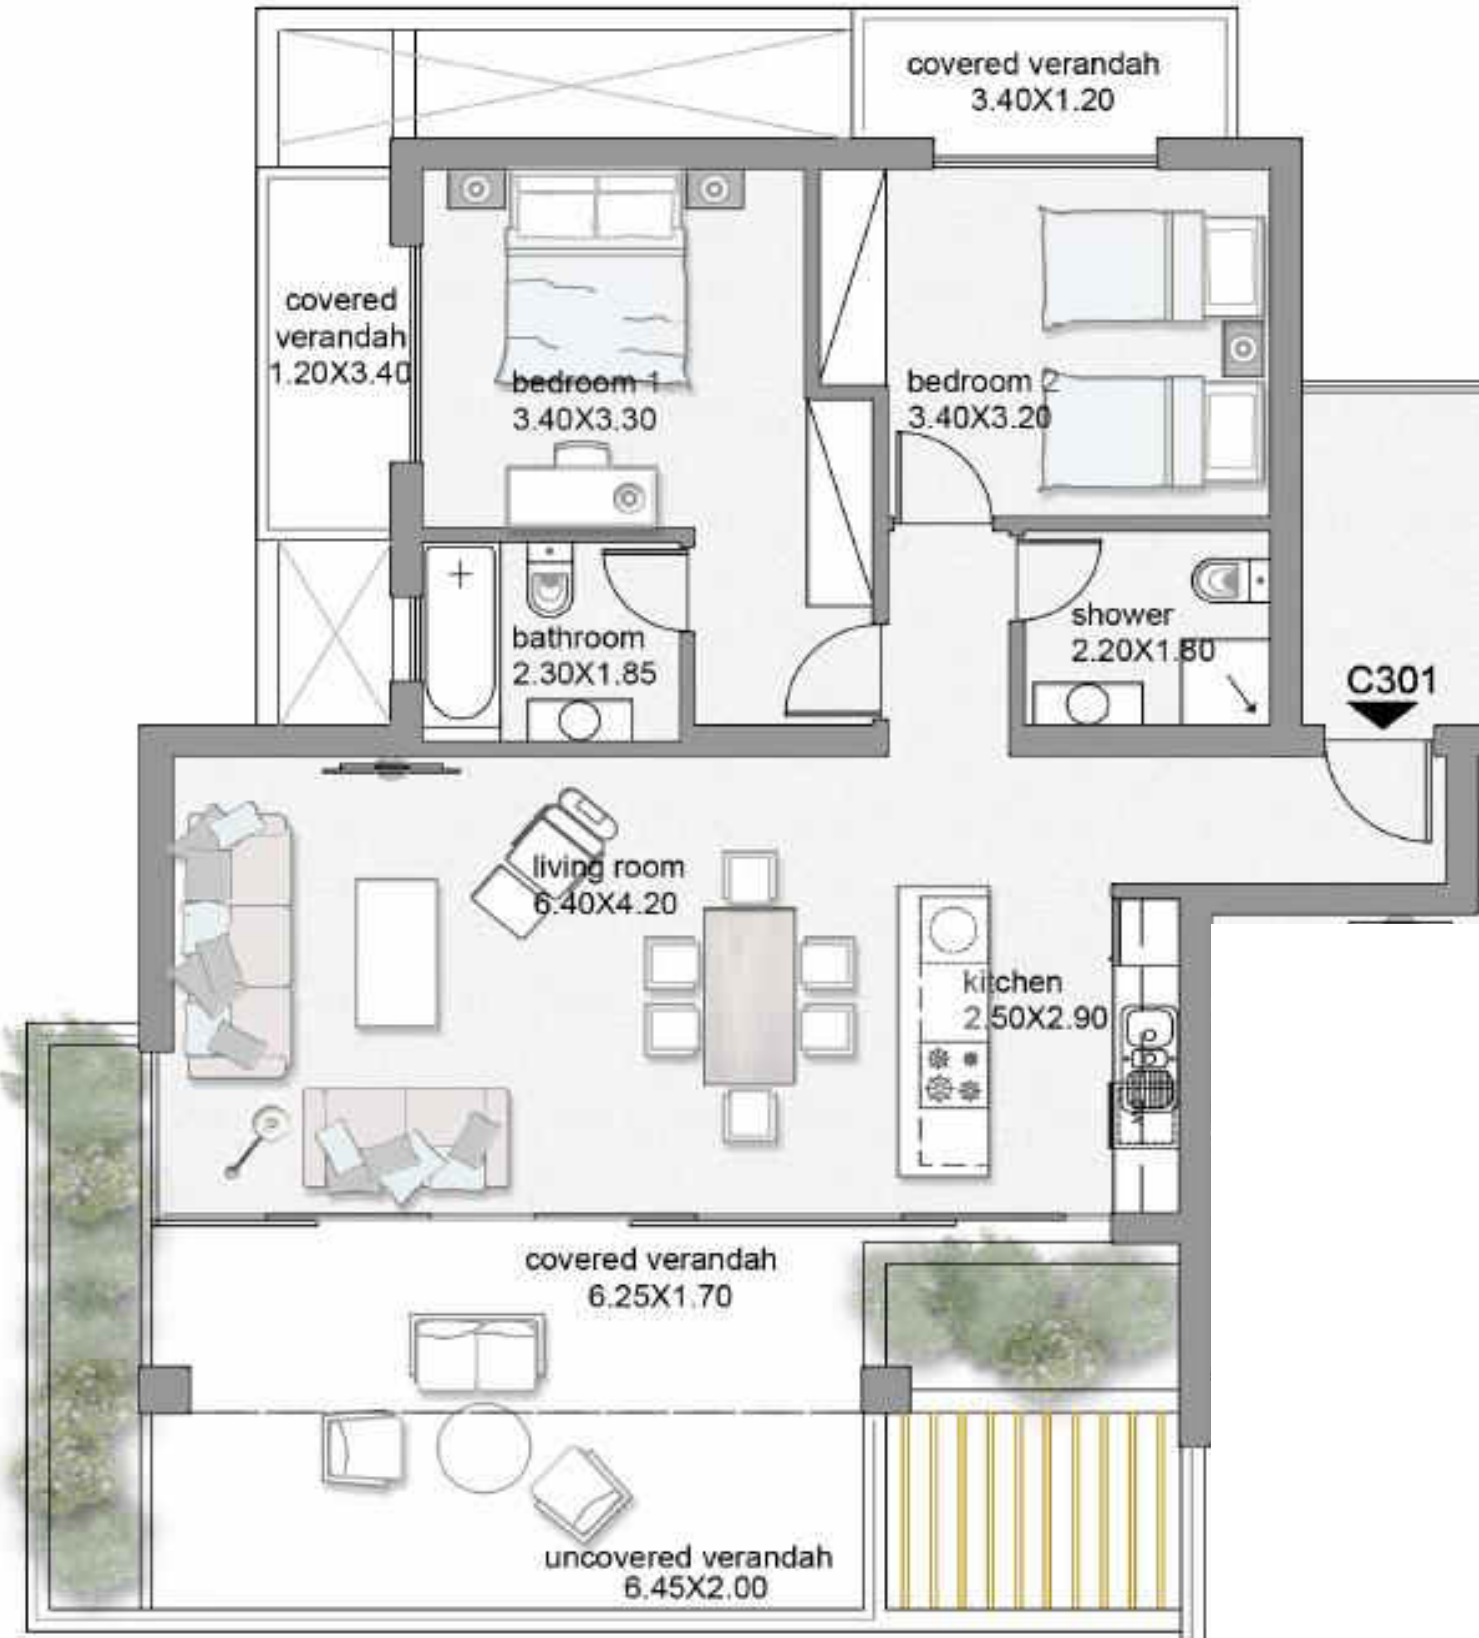 covered verandah
3.40X1.20
covered
verandah
1.20X3.40
bedroom 1
3.40X3.30
bedroom 2
3.40X3.20
bathroom
2.30X1.85
shower
2.20X1.80
C301
living room
6.40X4.20
kitchen
2.50X2.90
covered verandah
6.25X1.70
uncovered verandah
6.45X2.00